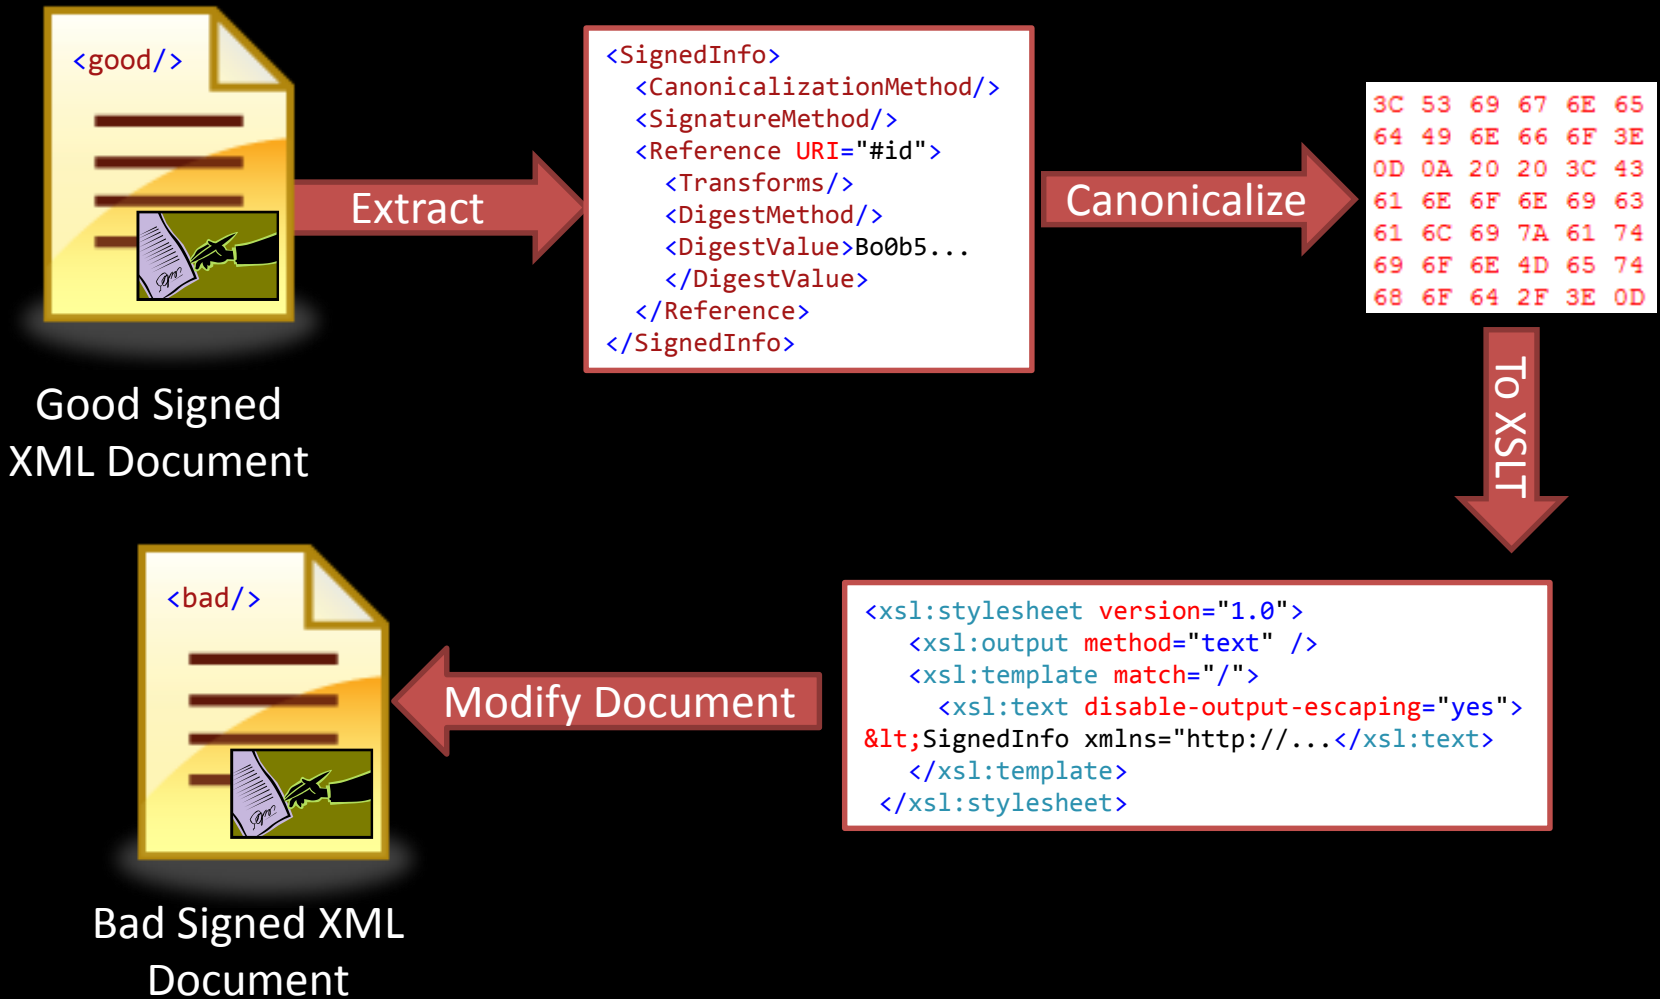 <good/>
Good Signed
XML Document
Extract
<SignedInfo>
  <CanonicalizationMethod/>
  <SignatureMethod/>
  <Reference URI="#id">
    <Transforms/>
    <DigestMethod/>
    <DigestValue>Bo0b5...
    </DigestValue>
  </Reference>
</SignedInfo>
Canonicalize
3C 53 69 67 6E 65
64 49 6E 66 6F 3E
0D 0A 20 20 3C 43
61 6E 6F 6E 69 63
61 6C 69 7A 61 74
69 6F 6E 4D 65 74
68 6F 64 2F 3E 0D
To XSLT
<xsl:stylesheet version="1.0">
   <xsl:output method="text" />
   <xsl:template match="/">
     <xsl:text disable-output-escaping="yes">
&lt;SignedInfo xmlns="http://...</xsl:text>
   </xsl:template>
 </xsl:stylesheet>
Modify Document
<bad/>
Bad Signed XML
Document